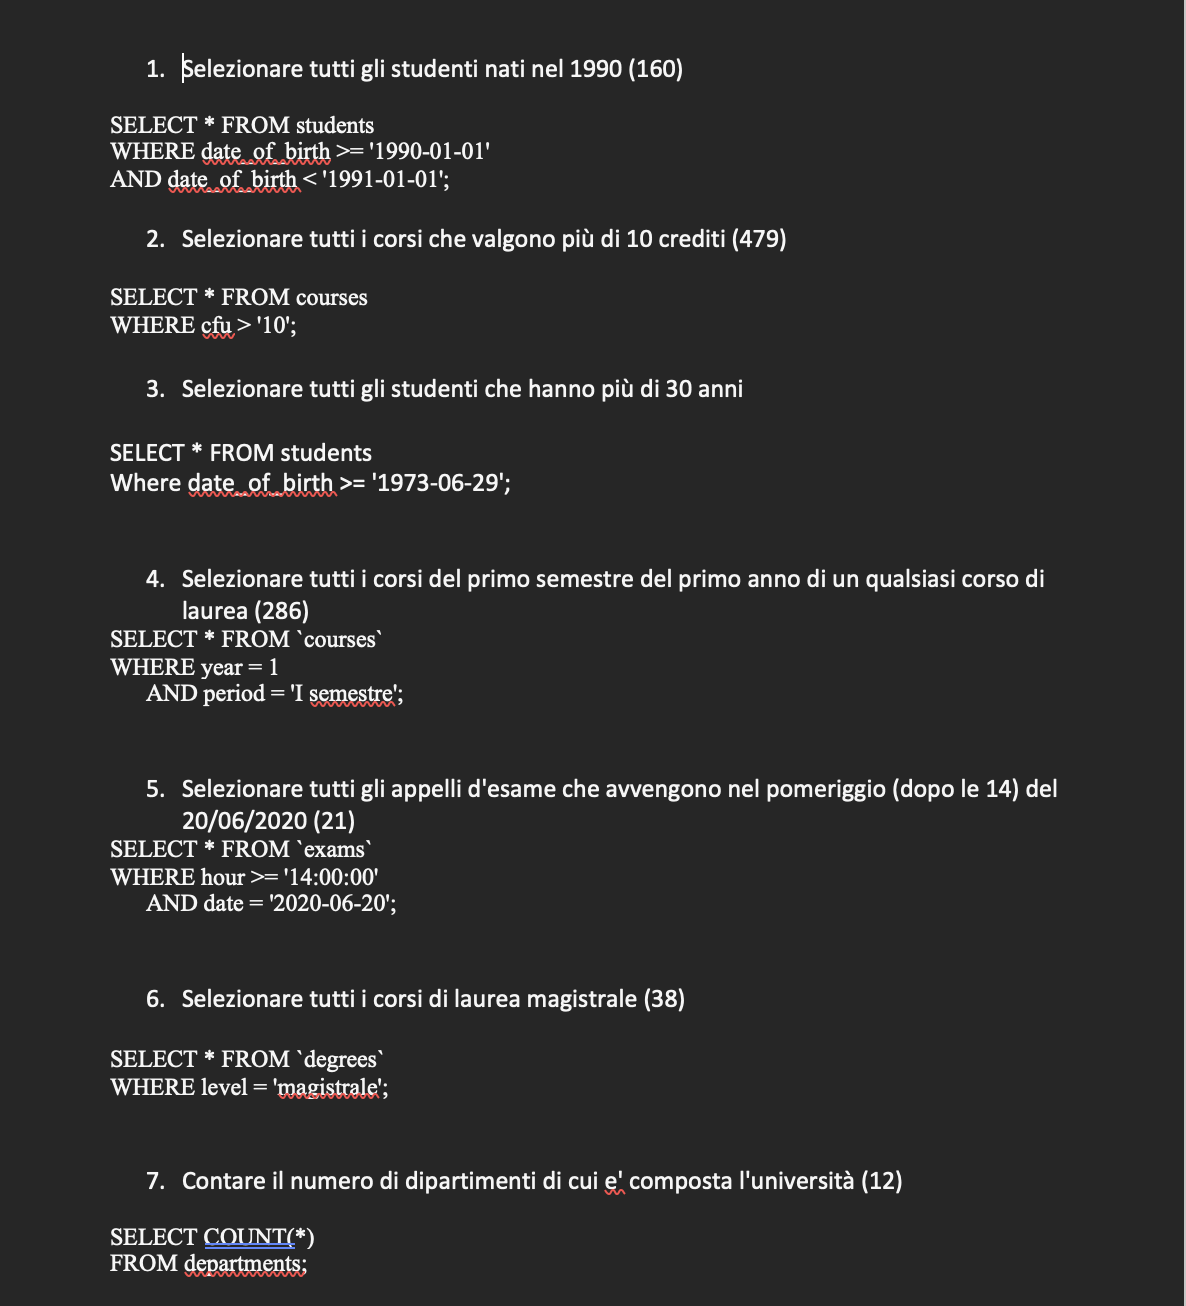 1. Selezionare tutti gli studenti nati nel 1990 (160)
SELECT * FROM students
WHERE date_of_birth >= '1990-01-01'
AND date_of_birth < '1991-01-01';
2. Selezionare tutti i corsi che valgono più di 10 crediti (479)
SELECT * FROM courses
WHERE cfu > '10';
3. Selezionare tutti gli studenti che hanno più di 30 anni
SELECT * FROM students
Where date_of_birth >= '1973-06-29';
4. Selezionare tutti i corsi del primo semestre del primo anno di un qualsiasi corso di
laurea (286)
SELECT * FROM `courses`
WHERE year = 1
AND period = 'I semestre';
5. Selezionare tutti gli appelli d'esame che avvengono nel pomeriggio (dopo le 14) del
20/06/2020 (21)
SELECT * FROM `exams`
WHERE hour >= '14:00:00'
AND date = '2020-06-20';
6. Selezionare tutti i corsi di laurea magistrale (38)
SELECT * FROM `degrees`
WHERE level = 'magistrale';
7. Contare il numero di dipartimenti di cui e' composta l'università (12)
SELECT COUNT(*)
FROM departments;